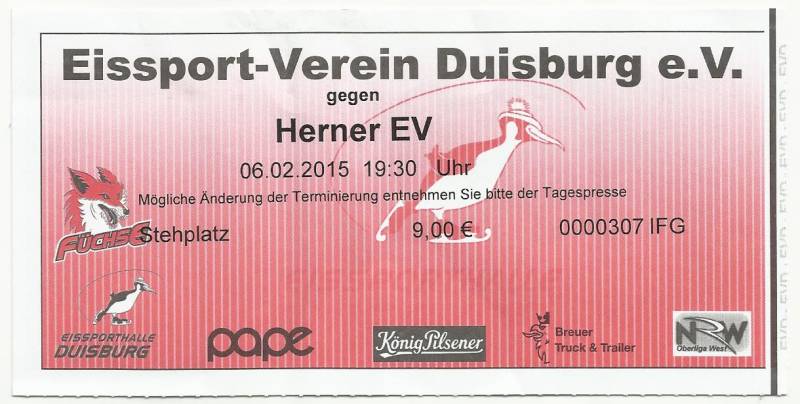 Eissport-Verein Duisburg e.V.
gegen
Herner EV
06.02.2015 19:30 Uhr
Mögliche Änderung der Terminierung entnehmen Sie bitte der Tagespresse
FÜCHSE
Stehplatz 9,00 € 0000307 IFG
EISSPORTHALLE
DUISBURG
pape
König Pilsener
Breuer
Truck & Trailer
NRW
Oberliga West